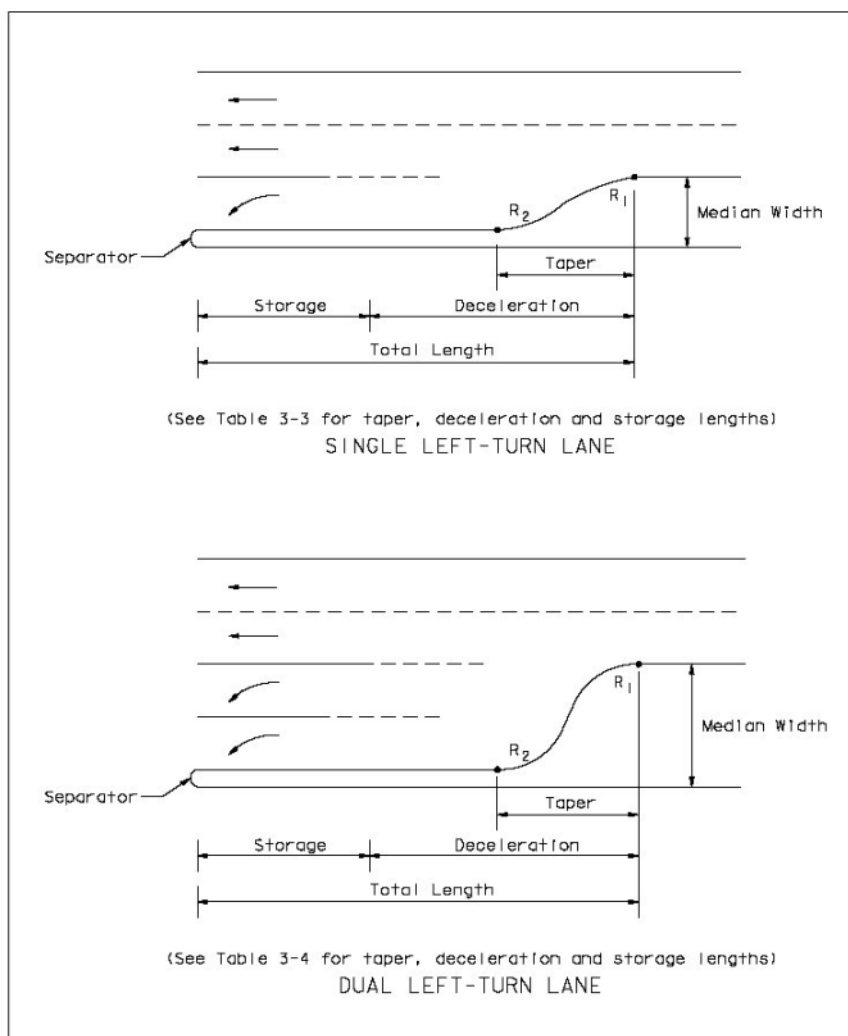 R1
R2
Median Width
Separator
Taper
Storage
Deceleration
Total Length
(See Table 3-3 for taper, deceleration and storage lengths)
SINGLE LEFT-TURN LANE
R1
Median Width
R2
Separator
Taper
Storage
Deceleration
Total Length
(See Table 3-4 for taper, deceleration and storage lengths)
DUAL LEFT-TURN LANE